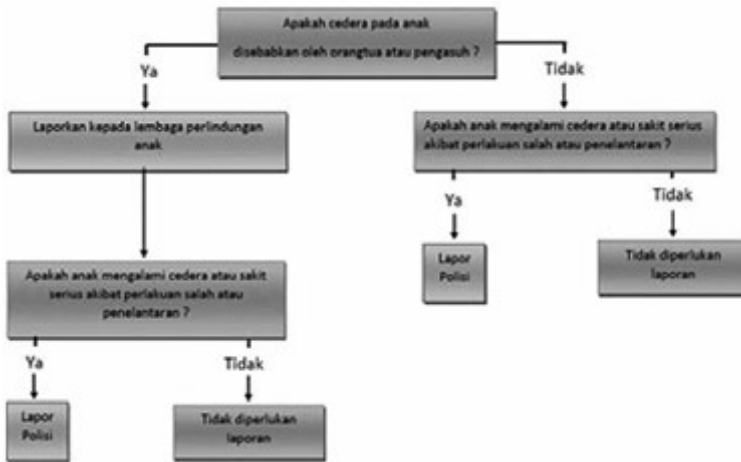 Apakah cedera pada anak
disebabkan oleh orangtua atau pengasuh ?
Ya
Tidak
Laporkan kepada lembaga perlindungan
anak
Apakah anak mengalami cedera atau sakit serius
akibat perlakuan salah atau penelantaran ?
Ya
Tidak
Lapor
Polisi
Tidak diperlukan
laporan
Apakah anak mengalami cedera atau sakit
serius akibat perlakuan salah atau
penelantaran ?
Ya
Tidak
Lapor
Polisi
Tidak diperlukan
laporan